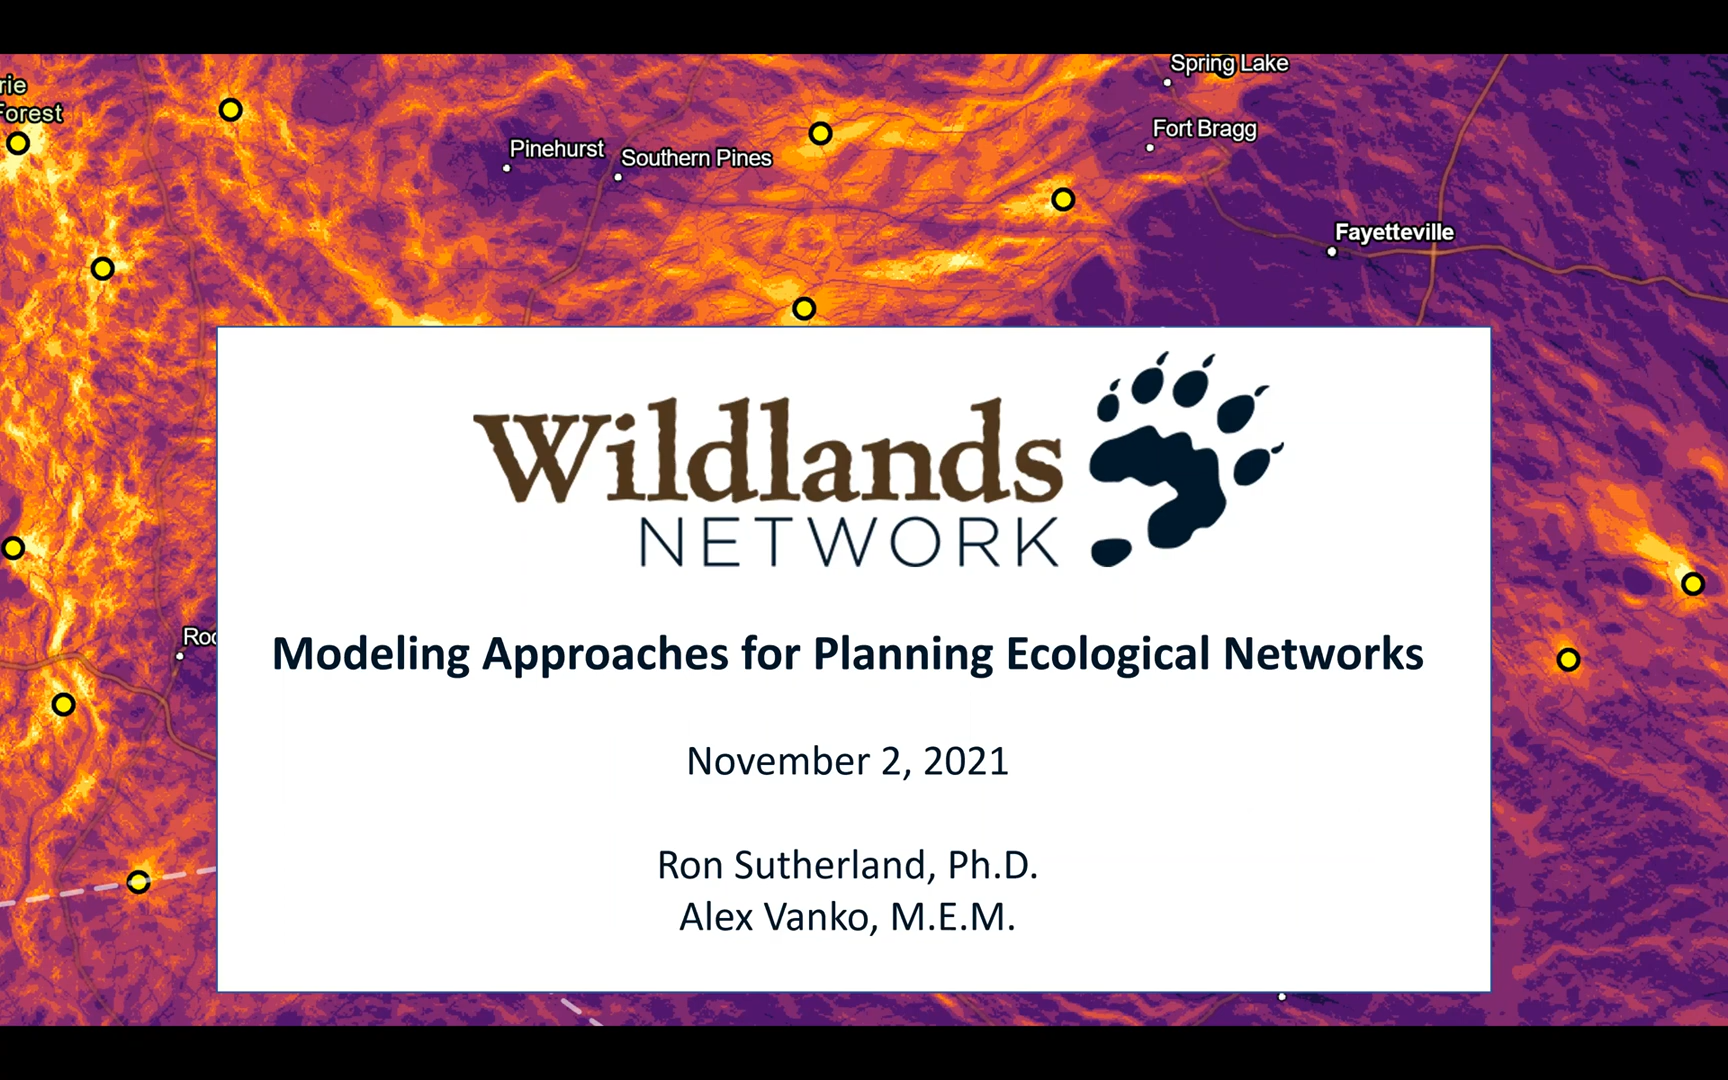 Spring Lake
rie
Forest
Fort Bragg
Pinehurst
Southern Pines
Fayetteville
Wildlands
NETWORK
Roc
Modeling Approaches for Planning Ecological Networks
November 2, 2021
Ron Sutherland, Ph.D.
Alex Vanko, M.E.M.